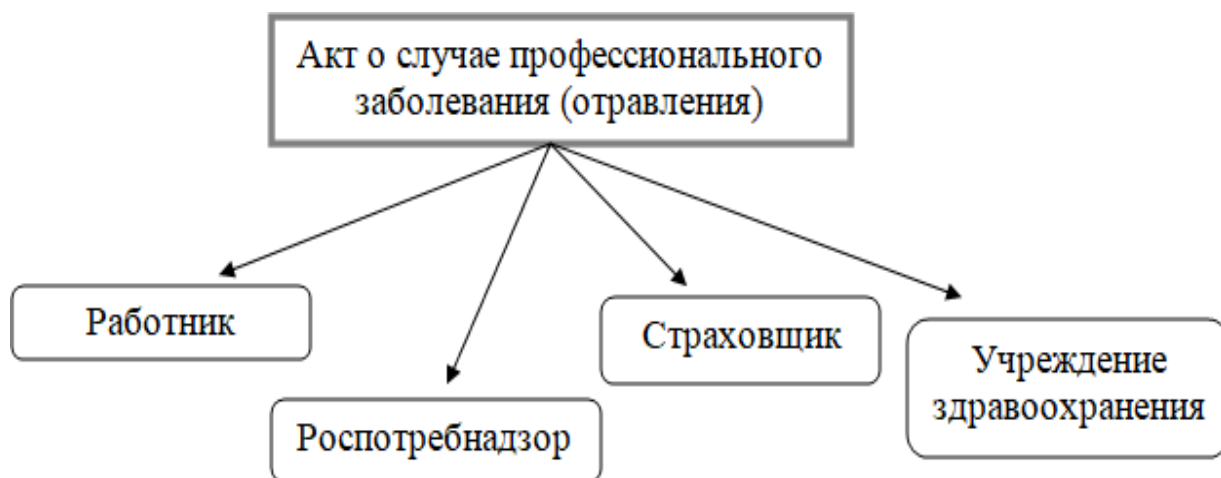 Акт о случае профессионального
заболевания (отравления)
Работник
Роспотребнадзор
Страховщик
Учреждение
здравоохранения